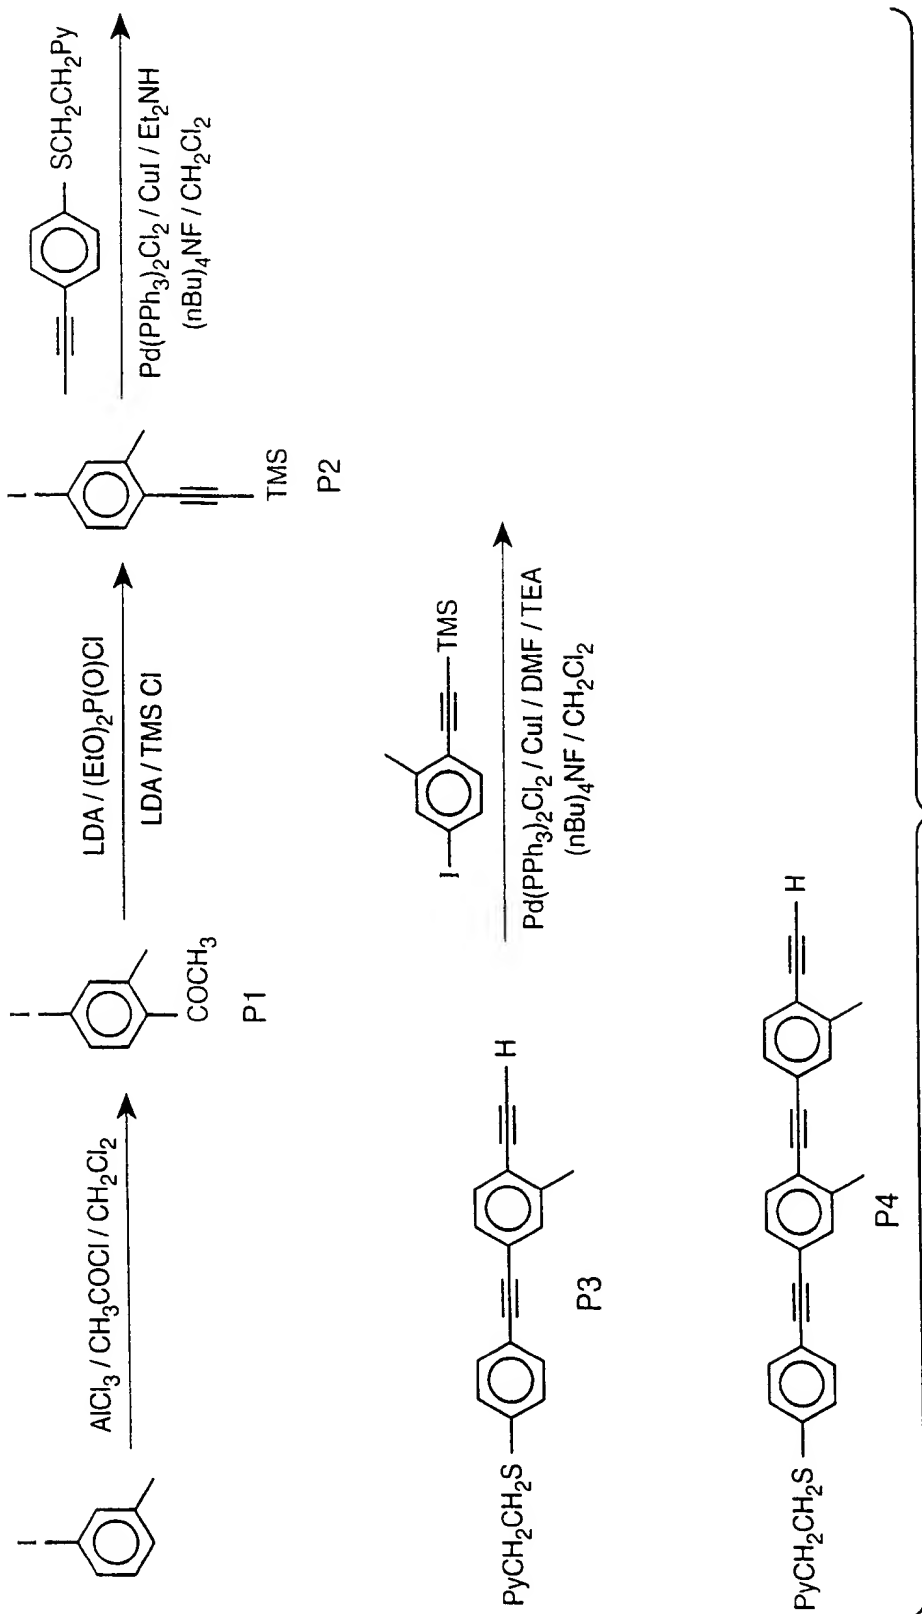 I
AlCl3 / CH3COCl / CH2Cl2
I
COCH3
P1
LDA / (EtO)2P(O)Cl
LDA / TMS Cl
I
TMS
P2
SCH2CH2Py
Pd(PPh3)2Cl2 / CuI / Et2NH
(nBu)4NF / CH2Cl2
PyCH2CH2S
H
P3
I
TMS
Pd(PPh3)2Cl2 / CuI / DMF / TEA
(nBu)4NF / CH2Cl2
PyCH2CH2S
H
P4